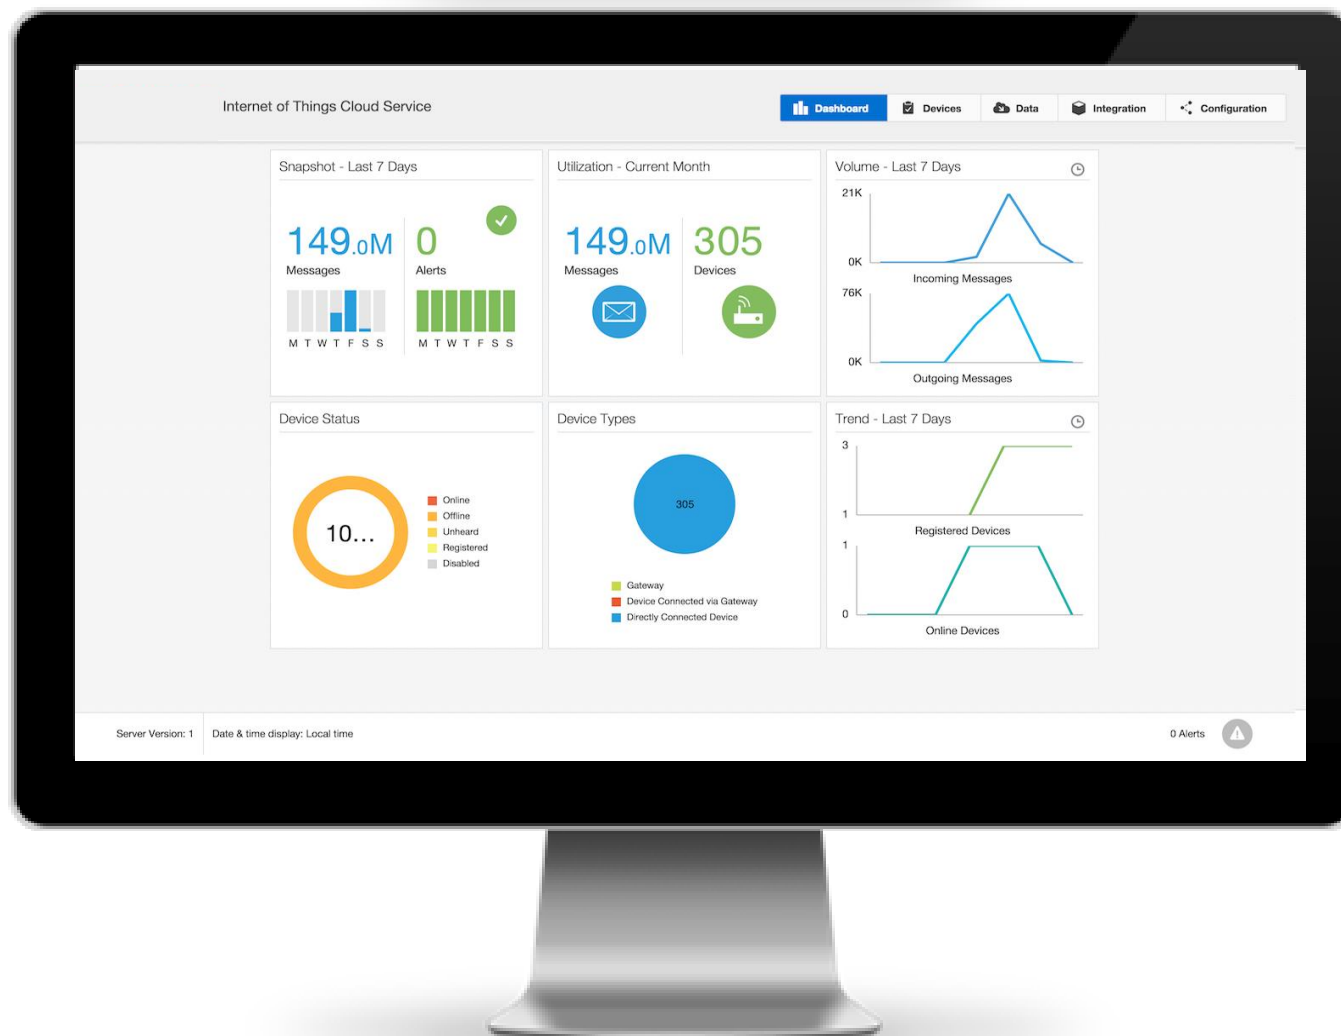 Internet of Things Cloud Service
Dashboard
Devices
Data
Integration
Configuration
Snapshot - Last 7 Days
149.0M
Messages
M T W T F S S
0
Alerts
M T W T F S S
Utilization - Current Month
149.0M
Messages
305
Devices
Volume - Last 7 Days
21K
0K
Incoming Messages
76K
0K
Outgoing Messages
Device Status
10...
Online
Offline
Unheard
Registered
Disabled
Device Types
305
Gateway
Device Connected via Gateway
Directly Connected Device
Trend - Last 7 Days
3
1
Registered Devices
1
0
Online Devices
Server Version: 1
Date & time display: Local time
0 Alerts